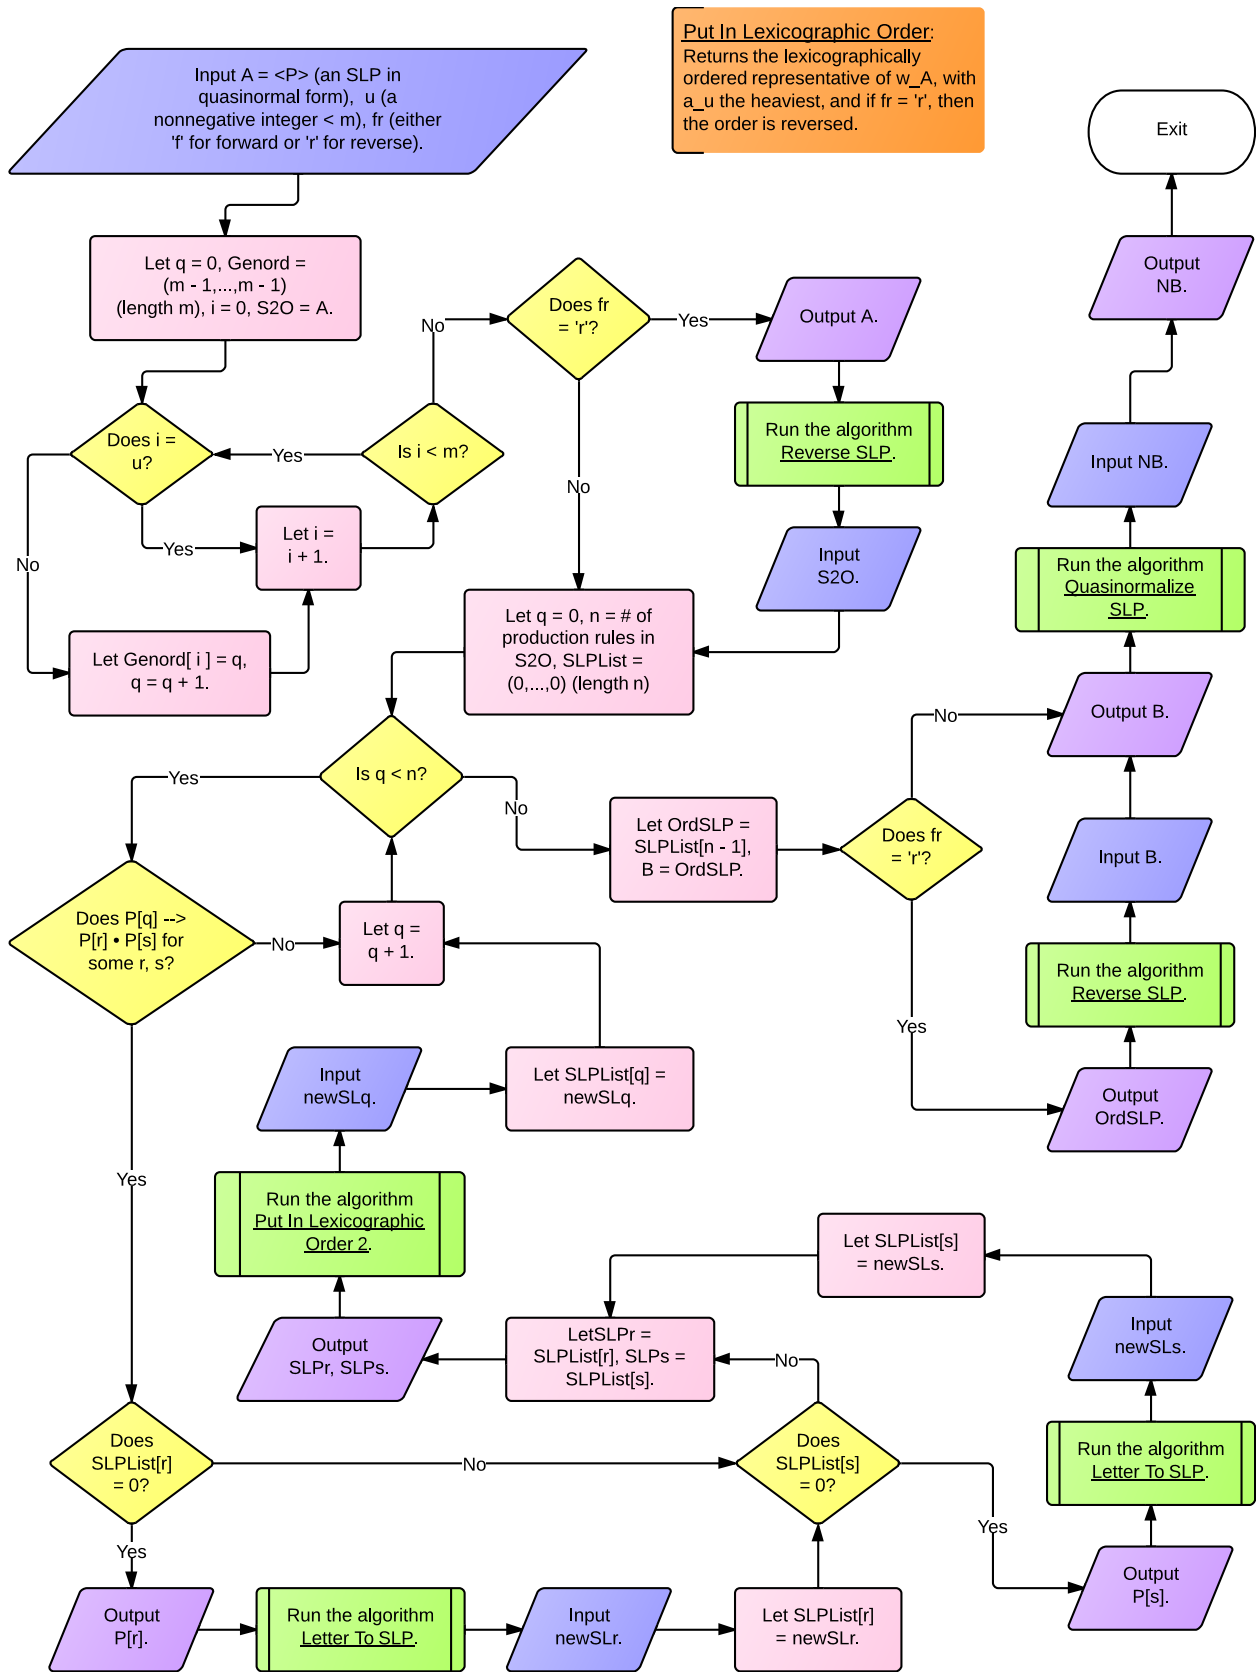 Put In Lexicographic Order:
Returns the lexicographically
ordered representative of w_A, with
a_u the heaviest, and if fr = 'r', then
the order is reversed.
Input A = <P> (an SLP in
quasinormal form),  u (a
nonnegative integer < m), fr (either
'f' for forward or 'r' for reverse).
Exit
Let q = 0, Genord =
(m - 1,...,m - 1)
(length m), i = 0, S2O = A.
Output
NB.
Does fr
= 'r'?
Yes
Output A.
No
Does i =
u?
Yes
Is i < m?
Run the algorithm
Reverse SLP.
Input NB.
No
Yes
Let i =
i + 1.
No
Input
S2O.
Run the algorithm
Quasinormalize
SLP.
Let Genord[ i ] = q,
q = q + 1.
Let q = 0, n = # of
production rules in
S2O, SLPList =
(0,...,0) (length n)
No
Output B.
Yes
Is q < n?
No
Let OrdSLP =
SLPList[n - 1],
B = OrdSLP.
Does fr
= 'r'?
Input B.
Does P[q] -->
P[r] • P[s] for
some r, s?
No
Let q =
q + 1.
Run the algorithm
Reverse SLP.
Yes
Input
newSLq.
Let SLPList[q] =
newSLq.
Output
OrdSLP.
Yes
Run the algorithm
Put In Lexicographic
Order 2.
Let SLPList[s]
= newSLs.
Output
SLPr, SLPs.
LetSLPr =
SLPList[r], SLPs =
SLPList[s].
No
Input
newSLs.
Does
SLPList[r]
= 0?
No
Does
SLPList[s]
= 0?
Run the algorithm
Letter To SLP.
Yes
Yes
Output
P[r].
Run the algorithm
Letter To SLP.
Input
newSLr.
Let SLPList[r]
= newSLr.
Output
P[s].